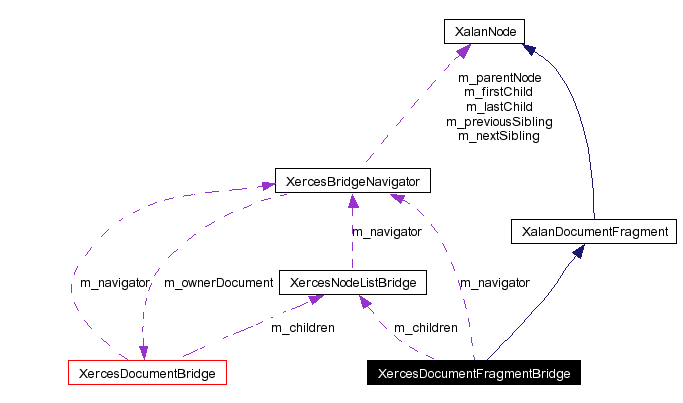 XalanNode
m_parentNode
m_firstChild
m_lastChild
m_previousSibling
m_nextSibling
XercesBridgeNavigator
m_navigator
XalanDocumentFragment
m_navigator
m_ownerDocument
XercesNodeListBridge
m_navigator
m_children
m_children
XercesDocumentBridge
XercesDocumentFragmentBridge